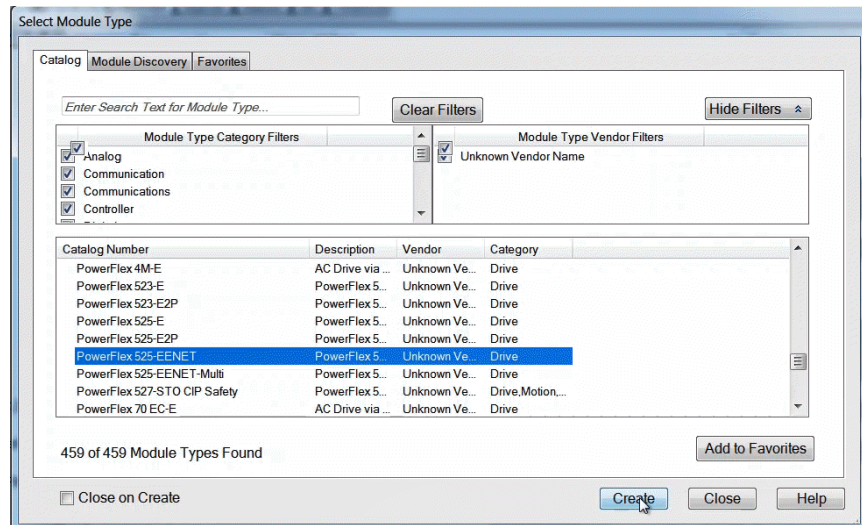 Select Module Type
Catalog Module Discovery Favorites
Enter Search Text for Module Type...
Clear Filters
Hide Filters
Module Type Category Filters
Module Type Vendor Filters
Analog
Unknown Vendor Name
Communication
Communications
Controller
Catalog Number Description Vendor Category
PowerFlex 4M-E AC Drive via ... Unknown Ve... Drive
PowerFlex 523-E PowerFlex 5... Unknown Ve... Drive
PowerFlex 523-E2P PowerFlex 5... Unknown Ve... Drive
PowerFlex 525-E PowerFlex 5... Unknown Ve... Drive
PowerFlex 525-E2P PowerFlex 5... Unknown Ve... Drive
PowerFlex 525-EENET PowerFlex 5... Unknown Ve... Drive
PowerFlex 525-EENET-Multi PowerFlex 5... Unknown Ve... Drive
PowerFlex 527-STO CIP Safety PowerFlex 5... Unknown Ve... Drive,Motion,...
PowerFlex 70 EC-E AC Drive via ... Unknown Ve... Drive
459 of 459 Module Types Found
Add to Favorites
Close on Create
Create
Close
Help